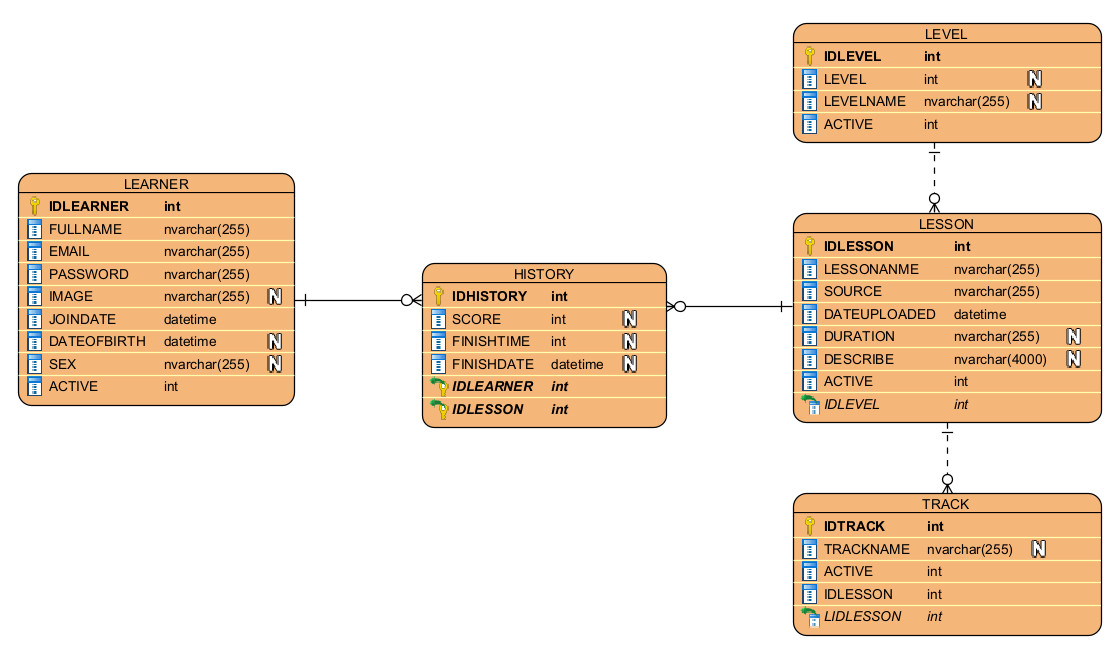 LEVEL
IDLEVEL int
LEVEL int N
LEVELNAME nvarchar(255) N
ACTIVE int
LEARNER
IDLEARNER int
FULLNAME nvarchar(255)
EMAIL nvarchar(255)
PASSWORD nvarchar(255)
IMAGE nvarchar(255) N
JOINDATE datetime
DATEOFBIRTH datetime N
SEX nvarchar(255) N
ACTIVE int
HISTORY
IDHISTORY int
SCORE int N
FINISHTIME int N
FINISHDATE datetime N
IDLEARNER int
IDLESSON int
LESSON
IDLESSON int
LESSONANME nvarchar(255)
SOURCE nvarchar(255)
DATEUPLOADED datetime
DURATION nvarchar(255) N
DESCRIBE nvarchar(4000) N
ACTIVE int
IDLEVEL int
TRACK
IDTRACK int
TRACKNAME nvarchar(255) N
ACTIVE int
IDLESSON int
LIDLESSON int